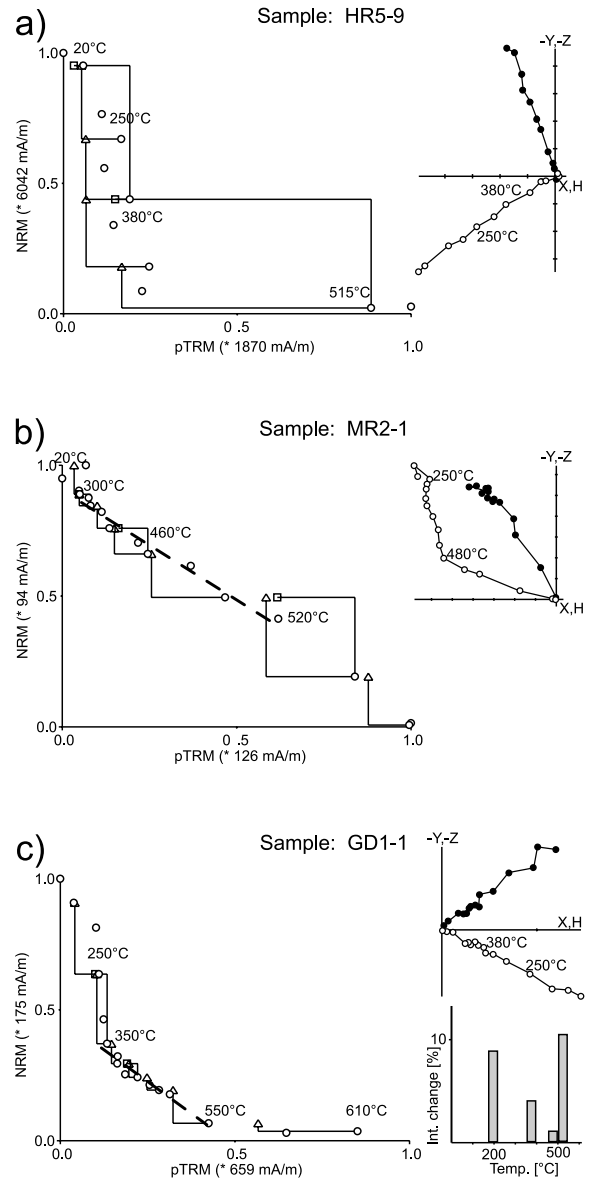 a)
Sample: HR5-9
1.0
20°C
250°C
0.5
380°C
515°C
0.0
0.0
0.5
1.0
NRM (* 6042 mA/m)
pTRM (* 1870 mA/m)
-Y,-Z
X,H
380°C
250°C
b)
Sample: MR2-1
20°C
1.0
300°C
460°C
0.5
520°C
0.0
0.0
0.5
1.0
NRM (* 94 mA/m)
pTRM (* 126 mA/m)
-Y,-Z
250°C
480°C
X,H
c)
Sample: GD1-1
1.0
250°C
0.5
350°C
550°C
610°C
0.0
0.0
0.5
1.0
NRM (* 175 mA/m)
pTRM (* 659 mA/m)
-Y,-Z
X,H
380°C
250°C
10
Int. change [%]
200
500
Temp. [°C]